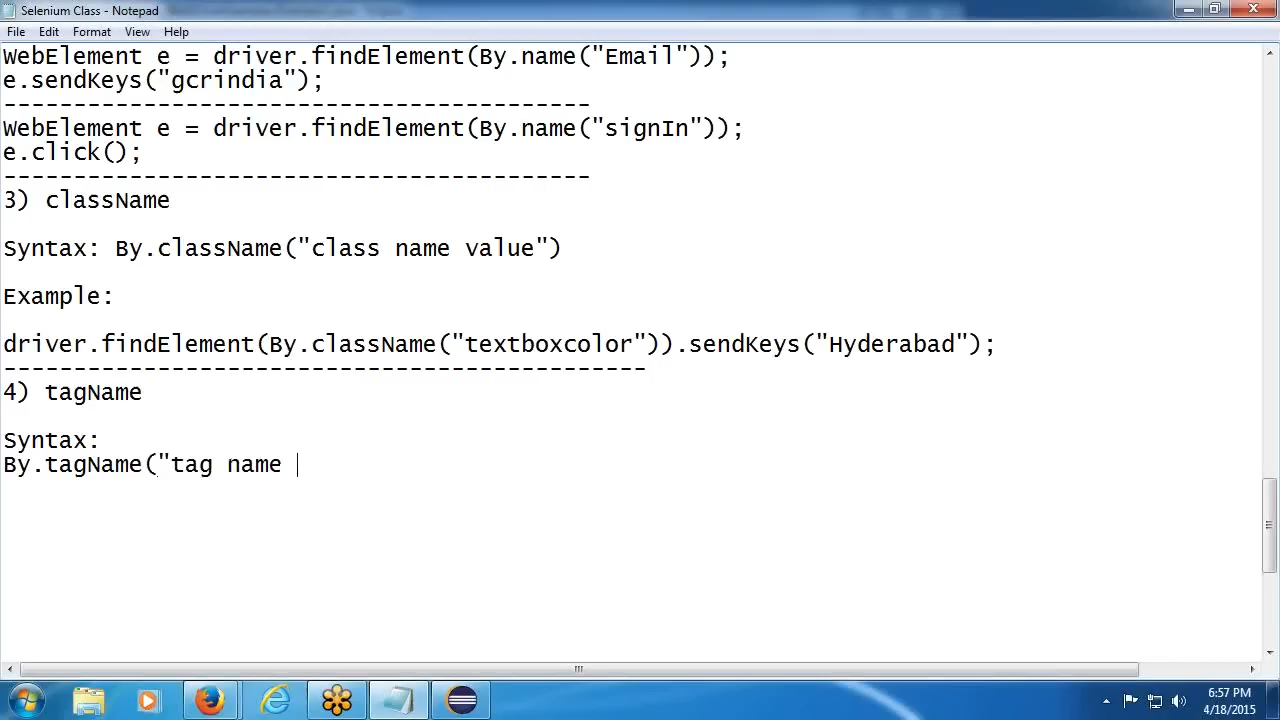 Selenium Class - Notepad
File Edit Format View Help
WebElement e = driver.findElement(By.name("Email"));
e.sendKeys("gcrindia");
------------------------------------------
WebElement e = driver.findElement(By.name("signIn"));
e.click();
------------------------------------------
3) className
Syntax: By.className("class name value")
Example:
driver.findElement(By.className("textboxcolor")).sendKeys("Hyderabad");
----------------------------------------------
4) tagName
Syntax:
By.tagName("tag name
6:57 PM
4/18/2015